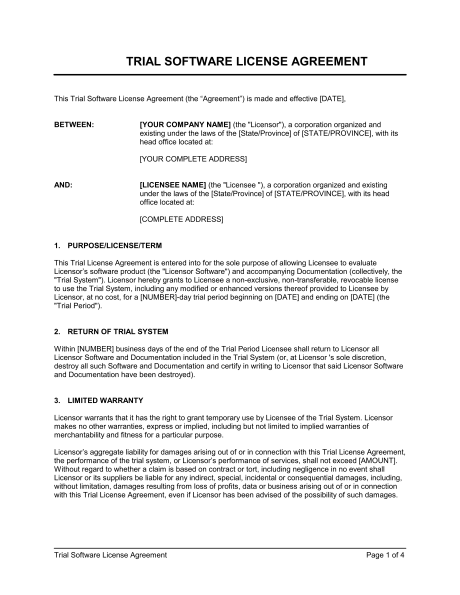 TRIAL SOFTWARE LICENSE AGREEMENT
This Trial Software License Agreement (the "Agreement") is made and effective [DATE],
BETWEEN: [YOUR COMPANY NAME] (the "Licensor"), a corporation organized and
existing under the laws of the [State/Province] of [STATE/PROVINCE], with its
head office located at:
[YOUR COMPLETE ADDRESS]
AND: [LICENSEE NAME] (the "Licensee "), a corporation organized and existing
under the laws of the [State/Province] of [STATE/PROVINCE], with its head
office located at:
[COMPLETE ADDRESS]
1. PURPOSE/LICENSE/TERM
This Trial License Agreement is entered into for the sole purpose of allowing Licensee to evaluate
Licensor's software product (the "Licensor Software") and accompanying Documentation (collectively, the
"Trial System"). Licensor hereby grants to Licensee a non-exclusive, non-transferable, revocable license
to use the Trial System, including any modified or enhanced versions thereof provided to Licensee by
Licensor, at no cost, for a [NUMBER]-day trial period beginning on [DATE] and ending on [DATE] (the
"Trial Period").
2. RETURN OF TRIAL SYSTEM
Within [NUMBER] business days of the end of the Trial Period Licensee shall return to Licensor all
Licensor Software and Documentation included in the Trial System (or, at Licensor 's sole discretion,
destroy all such Software and Documentation and certify in writing to Licensor that said Licensor Software
and Documentation have been destroyed).
3. LIMITED WARRANTY
Licensor warrants that it has the right to grant temporary use by Licensee of the Trial System. Licensor
makes no other warranties, express or implied, including but not limited to implied warranties of
merchantability and fitness for a particular purpose.
Licensor's aggregate liability for damages arising out of or in connection with this Trial License Agreement,
the performance of the trial system, or Licensor's performance of services, shall not exceed [AMOUNT].
Without regard to whether a claim is based on contract or tort, including negligence in no event shall
Licensor or its suppliers be liable for any indirect, special, incidental or consequential damages, including,
without limitation, damages resulting from loss of profits, data or business arising out of or in connection
with this Trial License Agreement, even if Licensor has been advised of the possibility of such damages.
Trial Software License Agreement Page 1 of 4